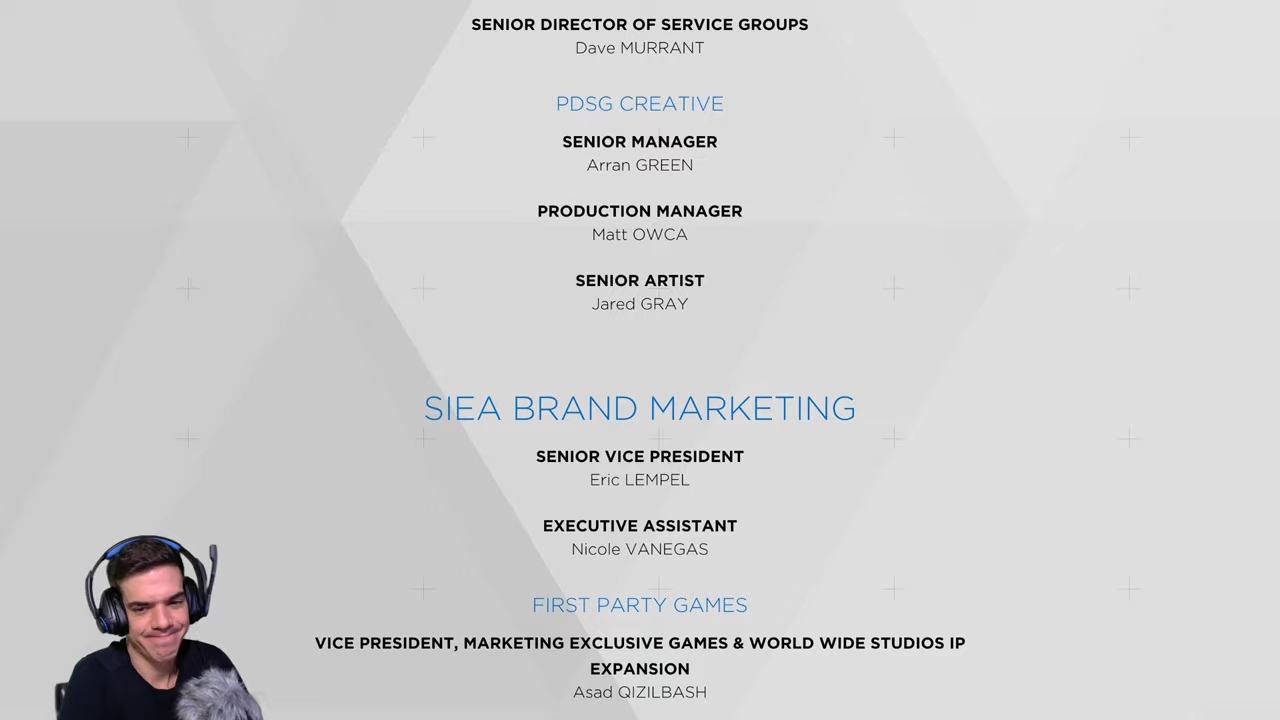 SENIOR DIRECTOR OF SERVICE GROUPS
Dave MURRANT
PDSG CREATIVE
SENIOR MANAGER
Arran GREEN
PRODUCTION MANAGER
Matt OWCA
SENIOR ARTIST
Jared GRAY
SIEA BRAND MARKETING
SENIOR VICE PRESIDENT
Eric LEMPEL
EXECUTIVE ASSISTANT
Nicole VANEGAS
FIRST PARTY GAMES
VICE PRESIDENT, MARKETING EXCLUSIVE GAMES & WORLD WIDE STUDIOS IP
EXPANSION
Asad QIZILBASH